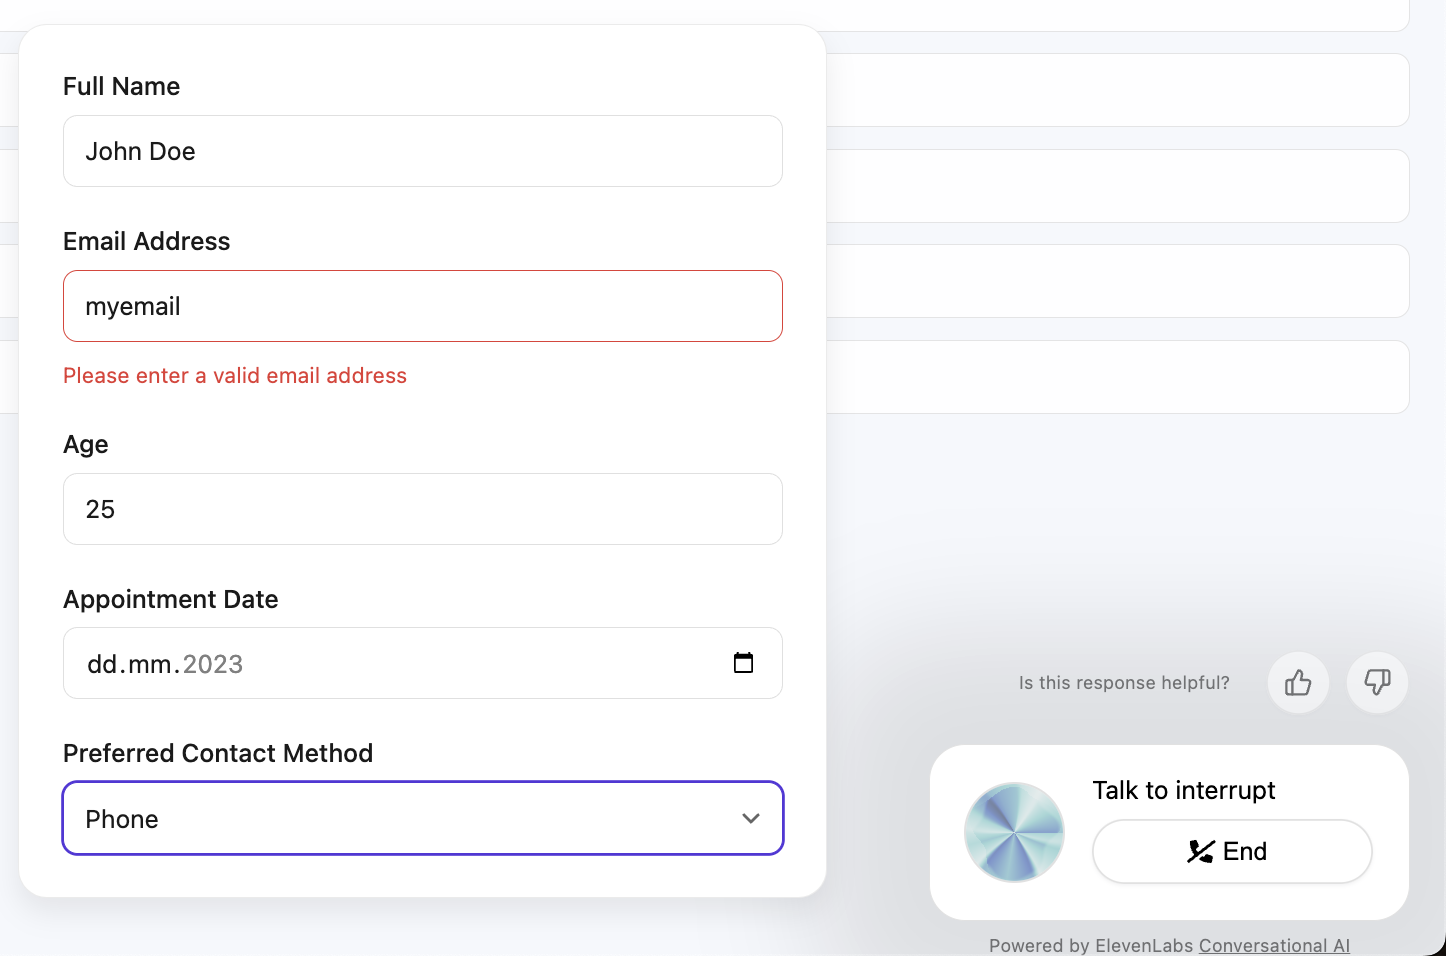 Full Name
John Doe
Email Address
myemail
Please enter a valid email address
Age
25
Appointment Date
dd.mm.2023
Preferred Contact Method
Phone
Is this response helpful?
Talk to interrupt
End
Powered by ElevenLabs Conversational AI